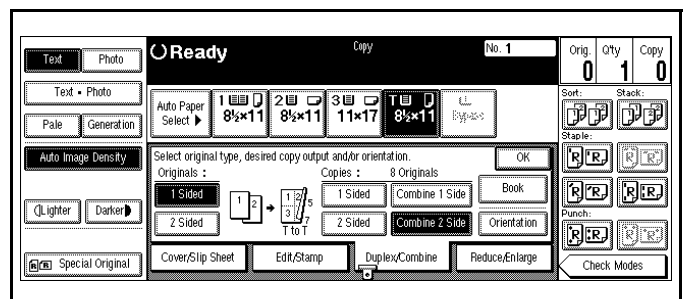 Text Photo
Text • Photo
Pale Generation
Auto Image Density
Lighter Darker
Special Original
Ready Copy No. 1
Auto Paper Select ▶
1 8½×11
2 8½×11
3 11×17
T 8½×11
Bypass
Select original type, desired copy output and/or orientation. OK
Originals : Copies : 8 Originals
1 Sided 1 Sided Combine 1 Side Book
2 Sided T to T 2 Sided Combine 2 Side Orientation
Cover/Slip Sheet Edit/Stamp Duplex/Combine Reduce/Enlarge
Orig. Q'ty Copy
0 1 0
Sort: Stack:
Staple:
Punch:
Check Modes